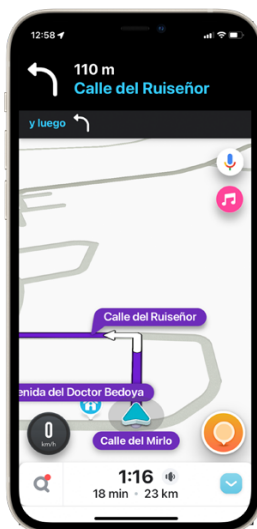 12:58
110 m
Calle del Ruiseñor
y luego
Calle del Ruiseñor
enida del Doctor Bedoya
Calle del Mirlo
0
km/h
1:16
18 min · 23 km